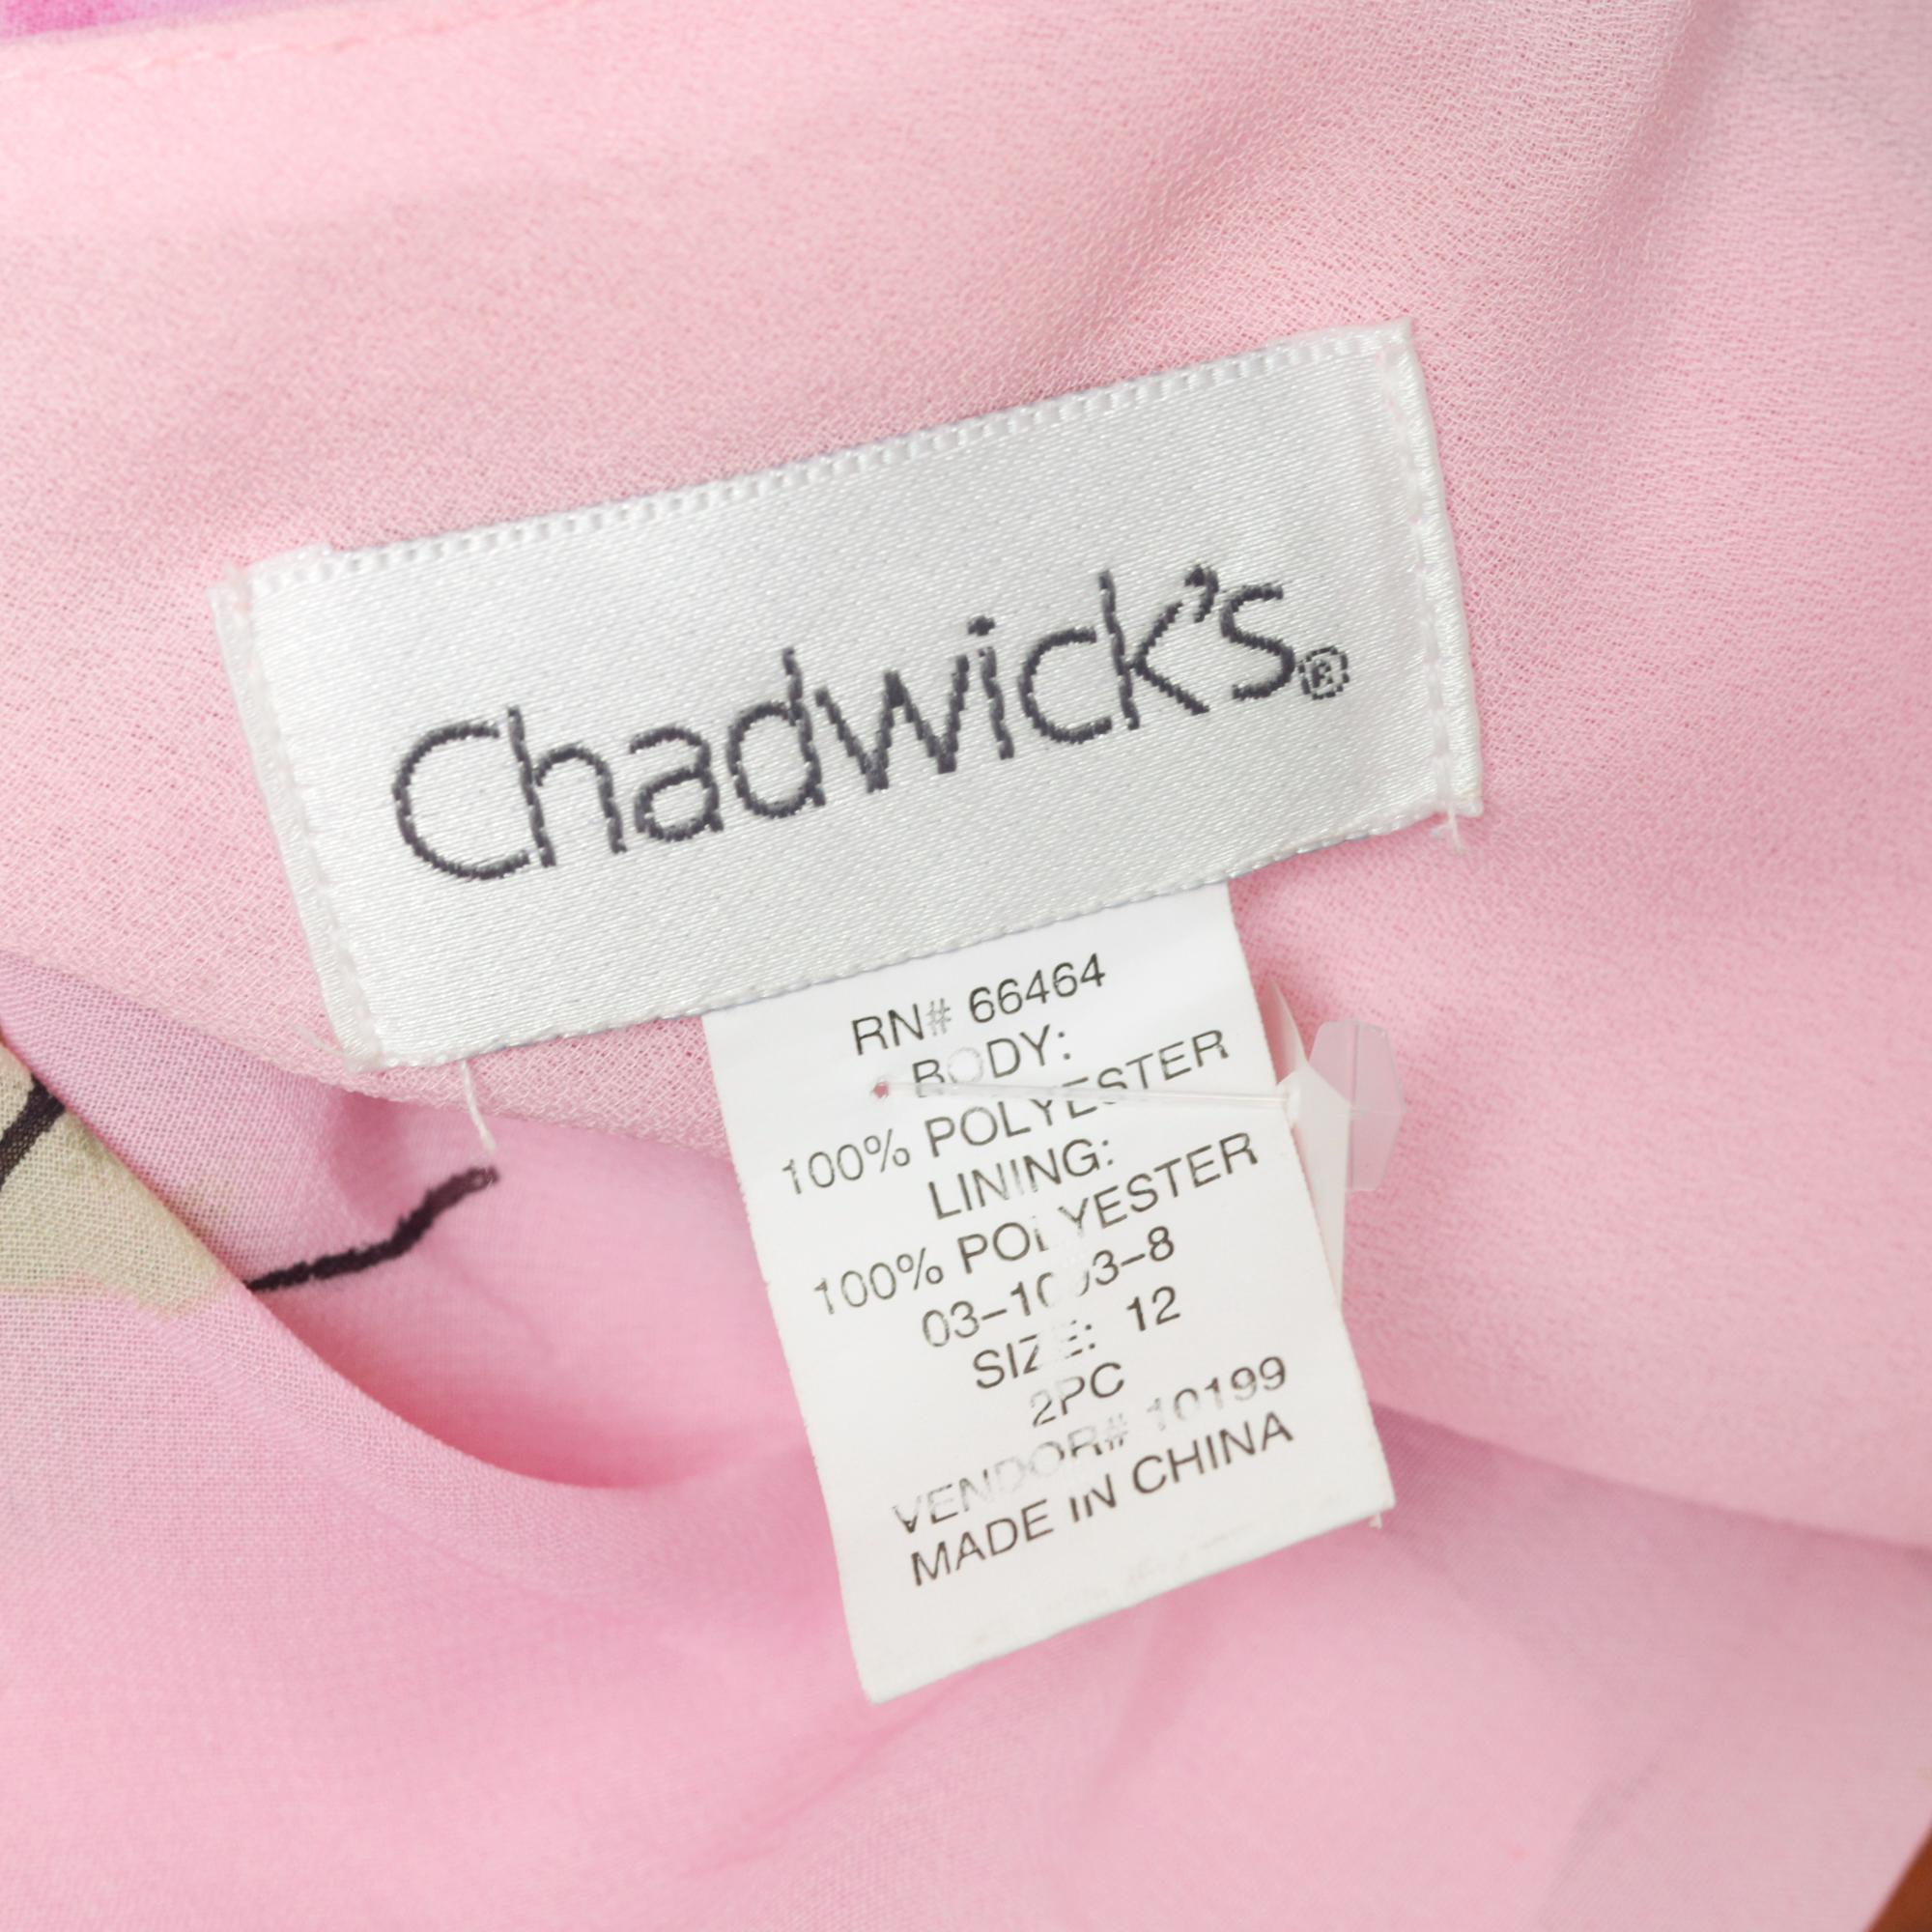 Chadwick's®
RN# 66464
BODY:
100% POLYESTER
LINING:
100% POLYESTER
SIZE: 12
2PC
VENDOR# 10199
MADE IN CHINA